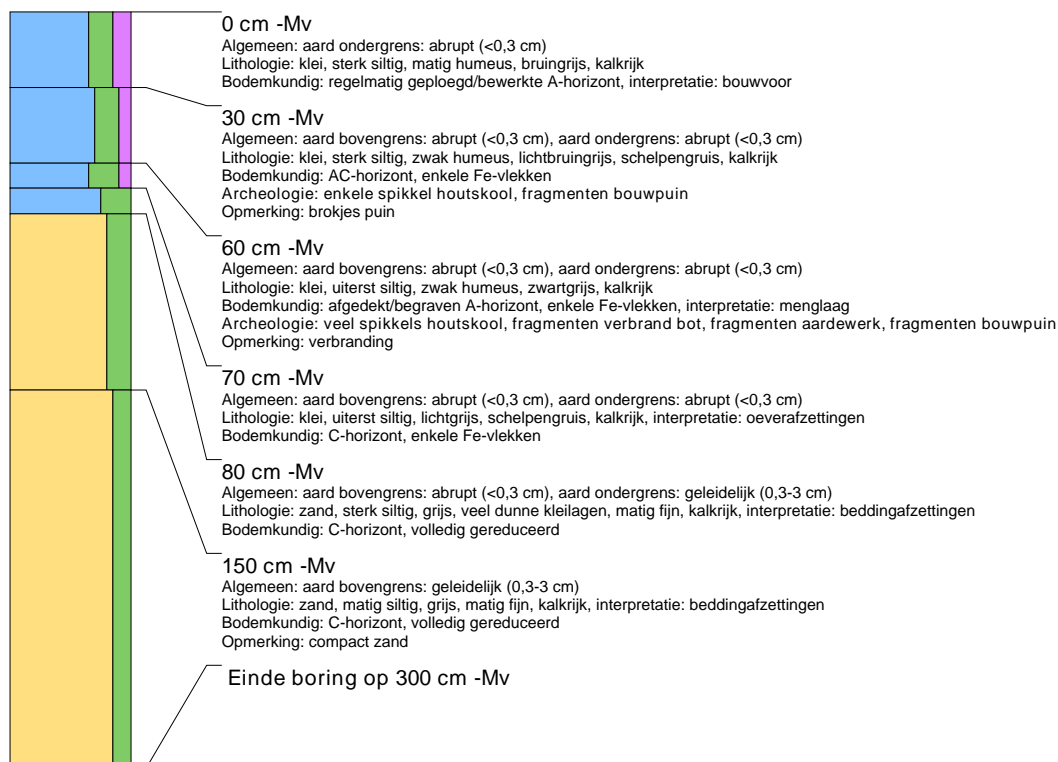 0 cm -Mv
Algemeen: aard ondergrens: abrupt (<0,3 cm)
Lithologie: klei, sterk siltig, matig humeus, bruingrijs, kalkrijk
Bodemkundig: regelmatig geploegd/bewerkte A-horizont, interpretatie: bouwvoor
30 cm -Mv
Algemeen: aard bovengrens: abrupt (<0,3 cm), aard ondergrens: abrupt (<0,3 cm)
Lithologie: klei, sterk siltig, zwak humeus, lichtbruingrijs, schelpengruis, kalkrijk
Bodemkundig: AC-horizont, enkele Fe-vlekken
Archeologie: enkele spikkel houtskool, fragmenten bouwpuin
Opmerking: brokjes puin
60 cm -Mv
Algemeen: aard bovengrens: abrupt (<0,3 cm), aard ondergrens: abrupt (<0,3 cm)
Lithologie: klei, uiterst siltig, zwak humeus, zwartgrijs, kalkrijk
Bodemkundig: afgedekt/begraven A-horizont, enkele Fe-vlekken, interpretatie: menglaag
Archeologie: veel spikkels houtskool, fragmenten verbrand bot, fragmenten aardewerk, fragmenten bouwpuin
Opmerking: verbranding
70 cm -Mv
Algemeen: aard bovengrens: abrupt (<0,3 cm), aard ondergrens: abrupt (<0,3 cm)
Lithologie: klei, uiterst siltig, lichtgrijs, schelpengruis, kalkrijk, interpretatie: oeverafzettingen
Bodemkundig: C-horizont, enkele Fe-vlekken
80 cm -Mv
Algemeen: aard bovengrens: abrupt (<0,3 cm), aard ondergrens: geleidelijk (0,3-3 cm)
Lithologie: zand, sterk siltig, grijs, veel dunne kleilagen, matig fijn, kalkrijk, interpretatie: beddingafzettingen
Bodemkundig: C-horizont, volledig gereduceerd
150 cm -Mv
Algemeen: aard bovengrens: geleidelijk (0,3-3 cm)
Lithologie: zand, matig siltig, grijs, matig fijn, kalkrijk, interpretatie: beddingafzettingen
Bodemkundig: C-horizont, volledig gereduceerd
Opmerking: compact zand
Einde boring op 300 cm -Mv